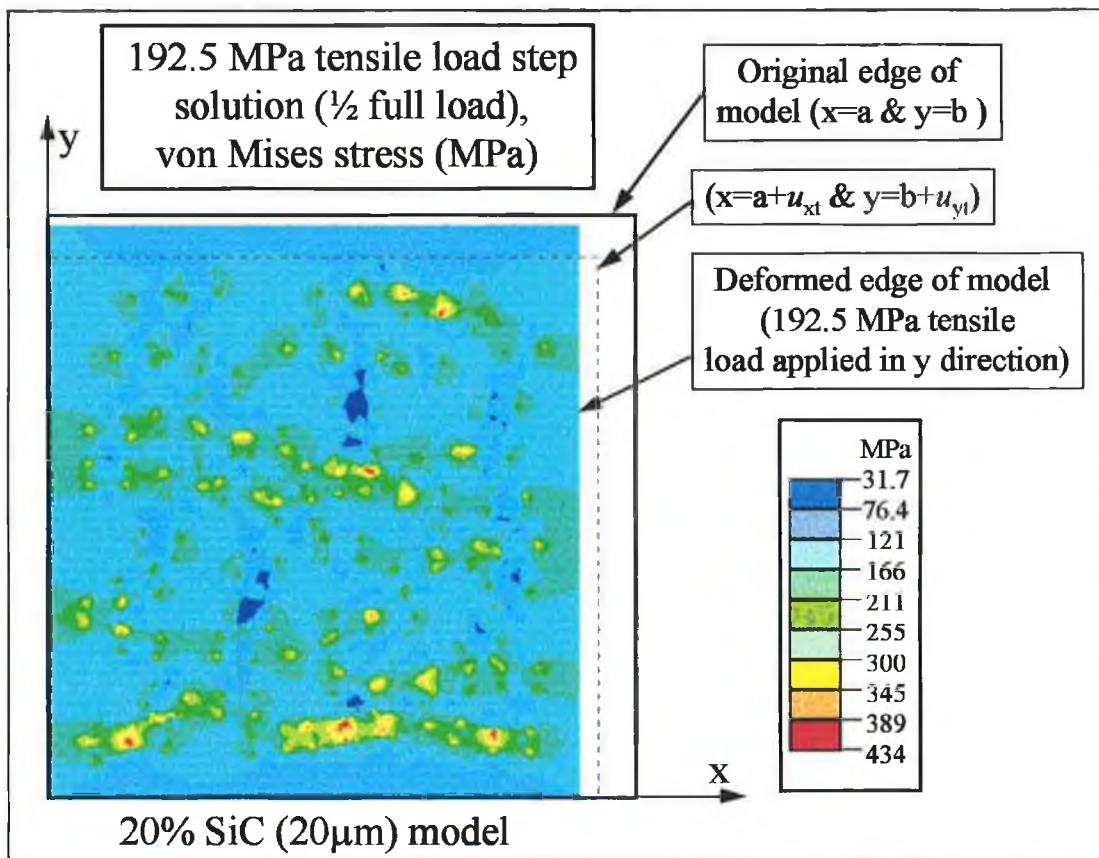 192.5 MPa tensile load step
solution (½ full load),
von Mises stress (MPa)
Original edge of
model (x=a & y=b )
y
(x=a+uxt & y=b+uyt)
Deformed edge of model
(192.5 MPa tensile
load applied in y direction)
MPa
31.7
76.4
121
166
211
255
300
345
389
434
x
20% SiC (20μm) model